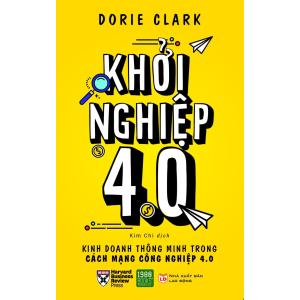 DORIE CLARK
KHỞI
NGHIỆP
4.0
Kim Chi dịch
KINH DOANH THÔNG MINH TRONG
CÁCH MẠNG CÔNG NGHIỆP 4.0
Harvard
Business
Review
Press
1980
BOOKS
NHÀ XUẤT BẢN
LAO ĐỘNG